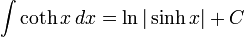 ∫ coth x dx = ln | sinh x | + C